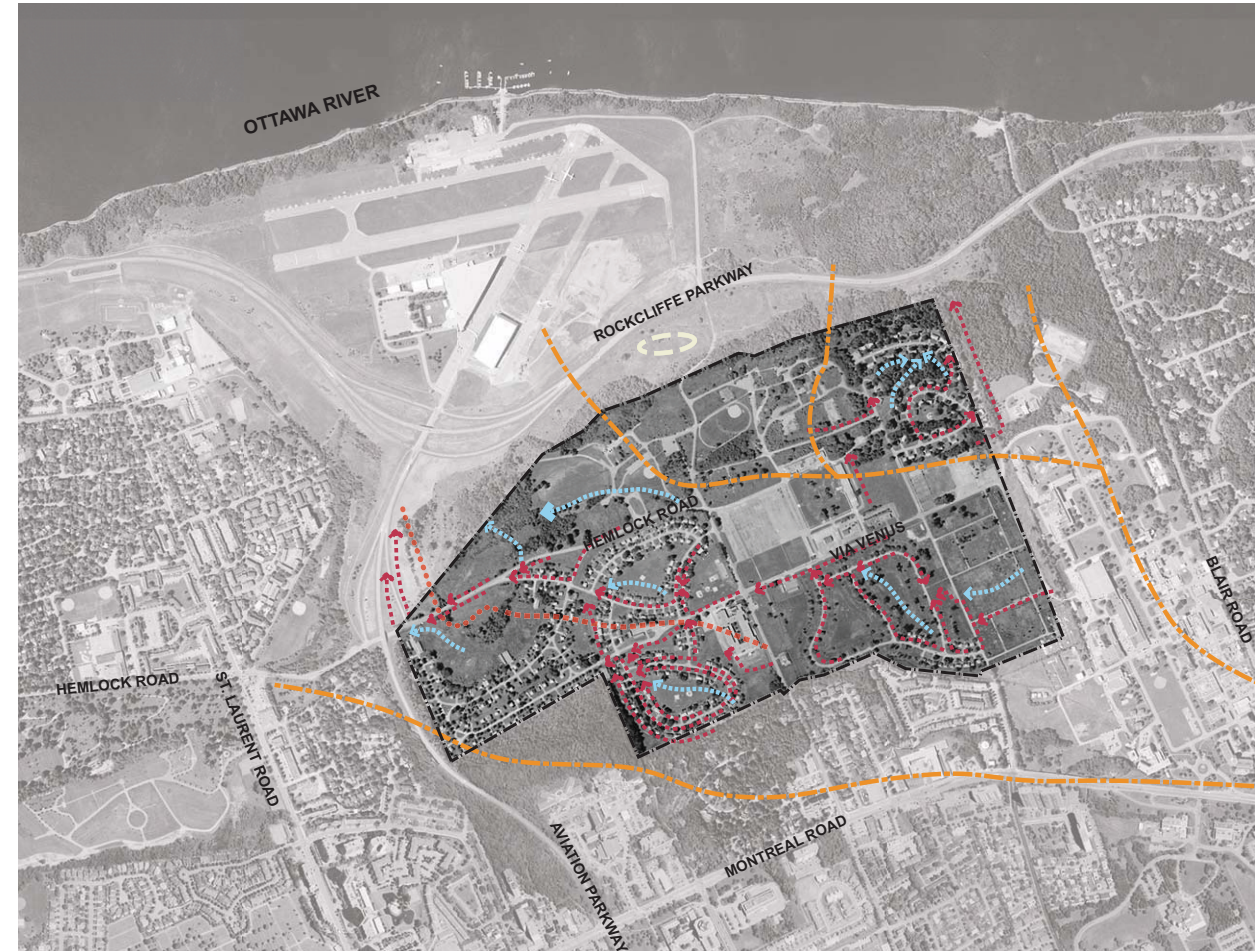 OTTAWA RIVER
ROCKCLIFFE PARKWAY
HEMLOCK ROAD
VIA VENUS
BLAIR ROAD
HEMLOCK ROAD
ST. LAURENT ROAD
AVIATION PARKWAY
MONTREAL ROAD